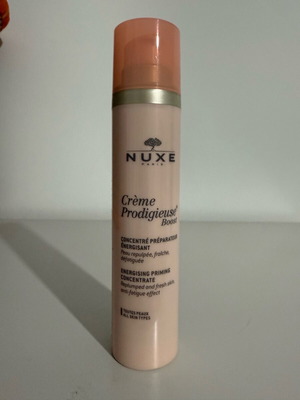 NUXE
PARIS
Crème
Prodigieuse®
Boost
CONCENTRÉ PRÉPARATEUR
ÉNERGISANT
Peau repulpée, fraîche,
défatiguée
ENERGISING PRIMING
CONCENTRATE
Replumped and fresh skin,
anti-fatigue effect
TOUTES PEAUX
ALL SKIN TYPES